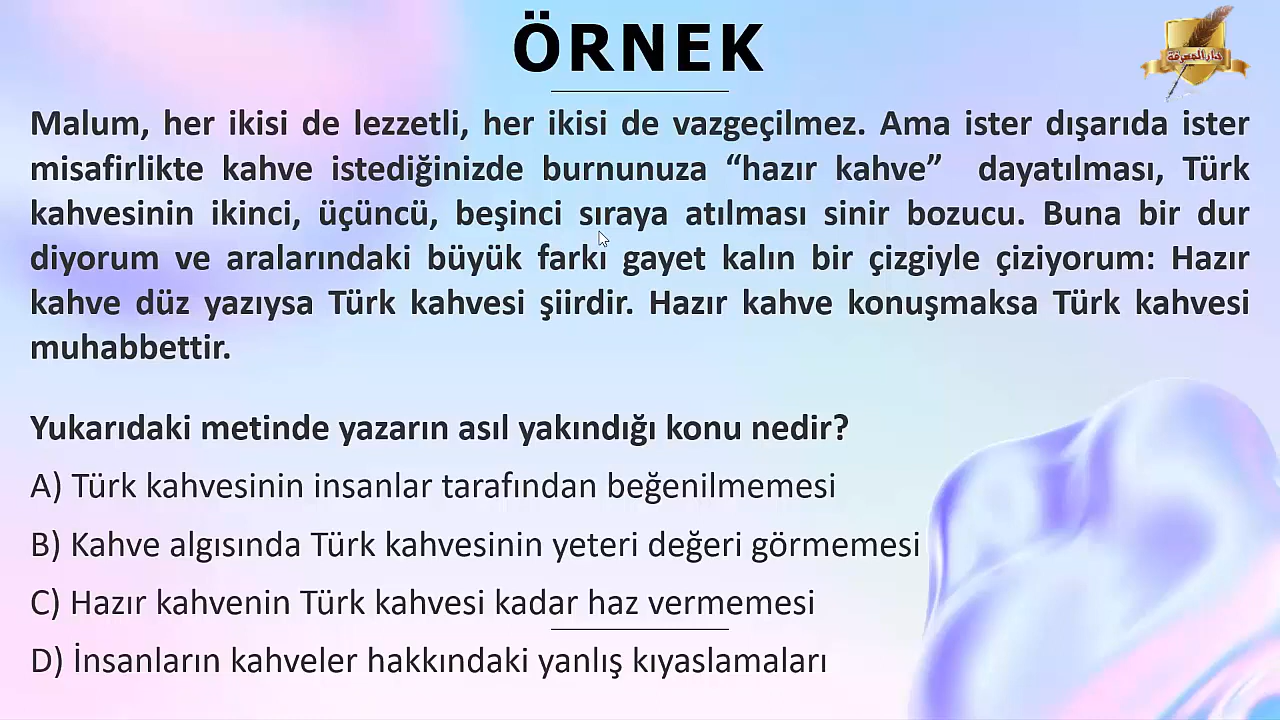 ÖRNEK
دار المعرفة
Malum, her ikisi de lezzetli, her ikisi de vazgeçilmez. Ama ister dışarıda ister
misafirlikte kahve istediğinizde burnunuza “hazır kahve” dayatılması, Türk
kahvesinin ikinci, üçüncü, beşinci sıraya atılması sinir bozucu. Buna bir dur
diyorum ve aralarındaki büyük farkı gayet kalın bir çizgiyle çiziyorum: Hazır
kahve düz yazıysa Türk kahvesi şiirdir. Hazır kahve konuşmaksa Türk kahvesi
muhabbettir.
Yukarıdaki metinde yazarın asıl yakındığı konu nedir?
A) Türk kahvesinin insanlar tarafından beğenilmemesi
B) Kahve algısında Türk kahvesinin yeteri değeri görmemesi
C) Hazır kahvenin Türk kahvesi kadar haz vermemesi
D) İnsanların kahveler hakkındaki yanlış kıyaslamaları